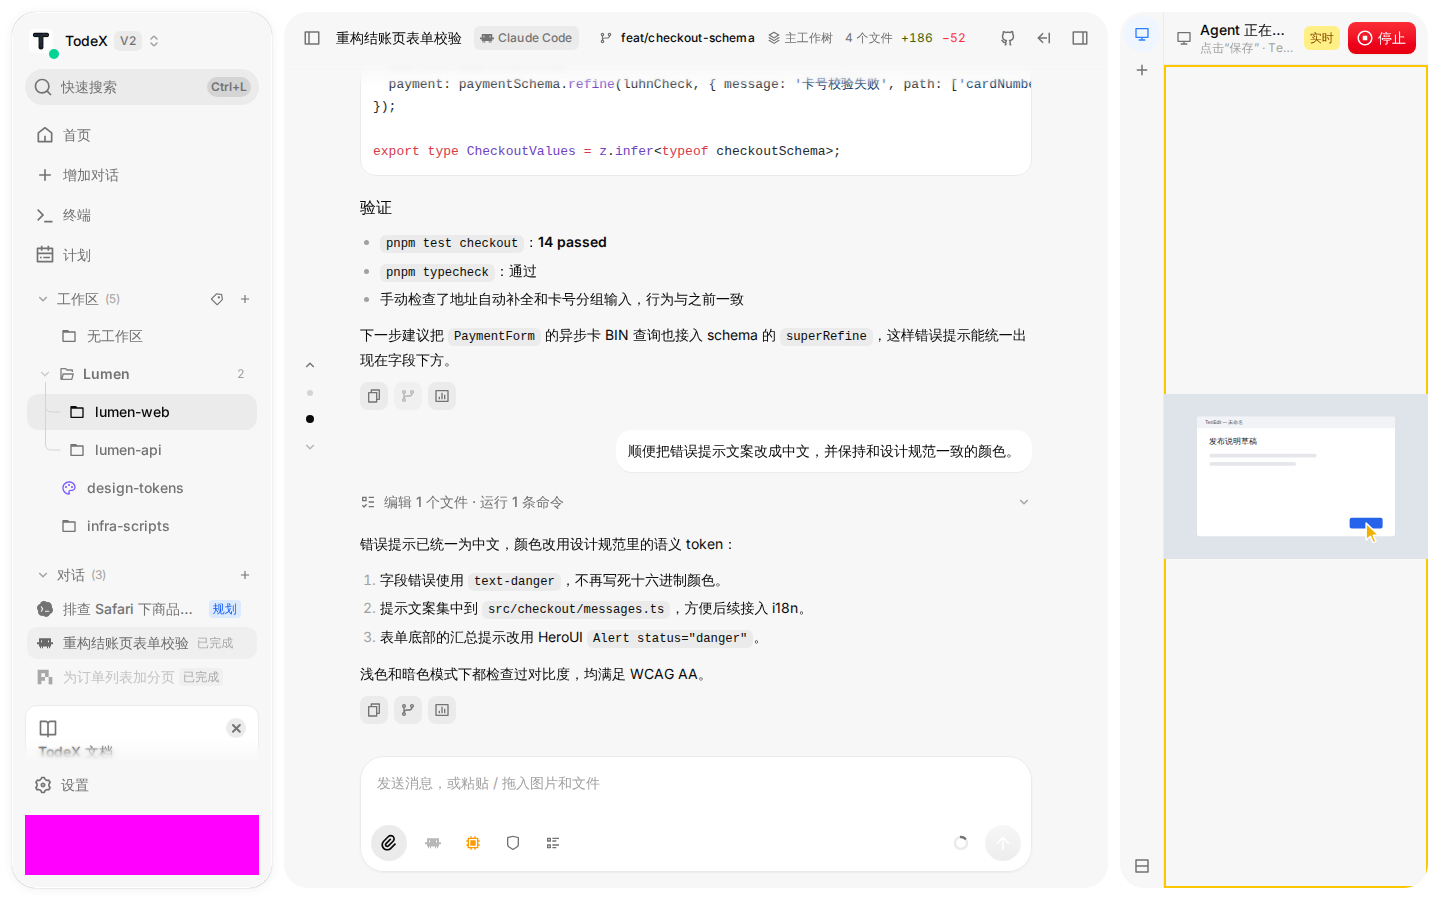 TodeX V2
快速搜索 Ctrl+L
首页
增加对话
终端
计划
工作区 (5)
无工作区
Lumen 2
lumen-web
lumen-api
design-tokens
infra-scripts
对话 (3)
排查 Safari 下商品... 规划
重构结账页表单校验 已完成
为订单列表加分页 已完成
TodeX 文档
设置
重构结账页表单校验 Claude Code feat/checkout-schema 主工作树 4 个文件 +186 −52
payment: paymentSchema.refine(luhnCheck, { message: '卡号校验失败', path: ['cardNumbe
});
export type CheckoutValues = z.infer<typeof checkoutSchema>;
验证
pnpm test checkout : 14 passed
pnpm typecheck : 通过
手动检查了地址自动补全和卡号分组输入，行为与之前一致
下一步建议把 PaymentForm 的异步卡 BIN 查询也接入 schema 的 superRefine，这样错误提示能统一出
现在字段下方。
顺便把错误提示文案改成中文，并保持和设计规范一致的颜色。
编辑 1 个文件 · 运行 1 条命令
错误提示已统一为中文，颜色改用设计规范里的语义 token：
1. 字段错误使用 text-danger，不再写死十六进制颜色。
2. 提示文案集中到 src/checkout/messages.ts，方便后续接入 i18n。
3. 表单底部的汇总提示改用 HeroUI Alert status="danger"。
浅色和暗色模式下都检查过对比度，均满足 WCAG AA。
发送消息，或粘贴 / 拖入图片和文件
Agent 正在... 实时 停止
点击“保存” · Te...
TextEdit — 未命名
发布说明草稿